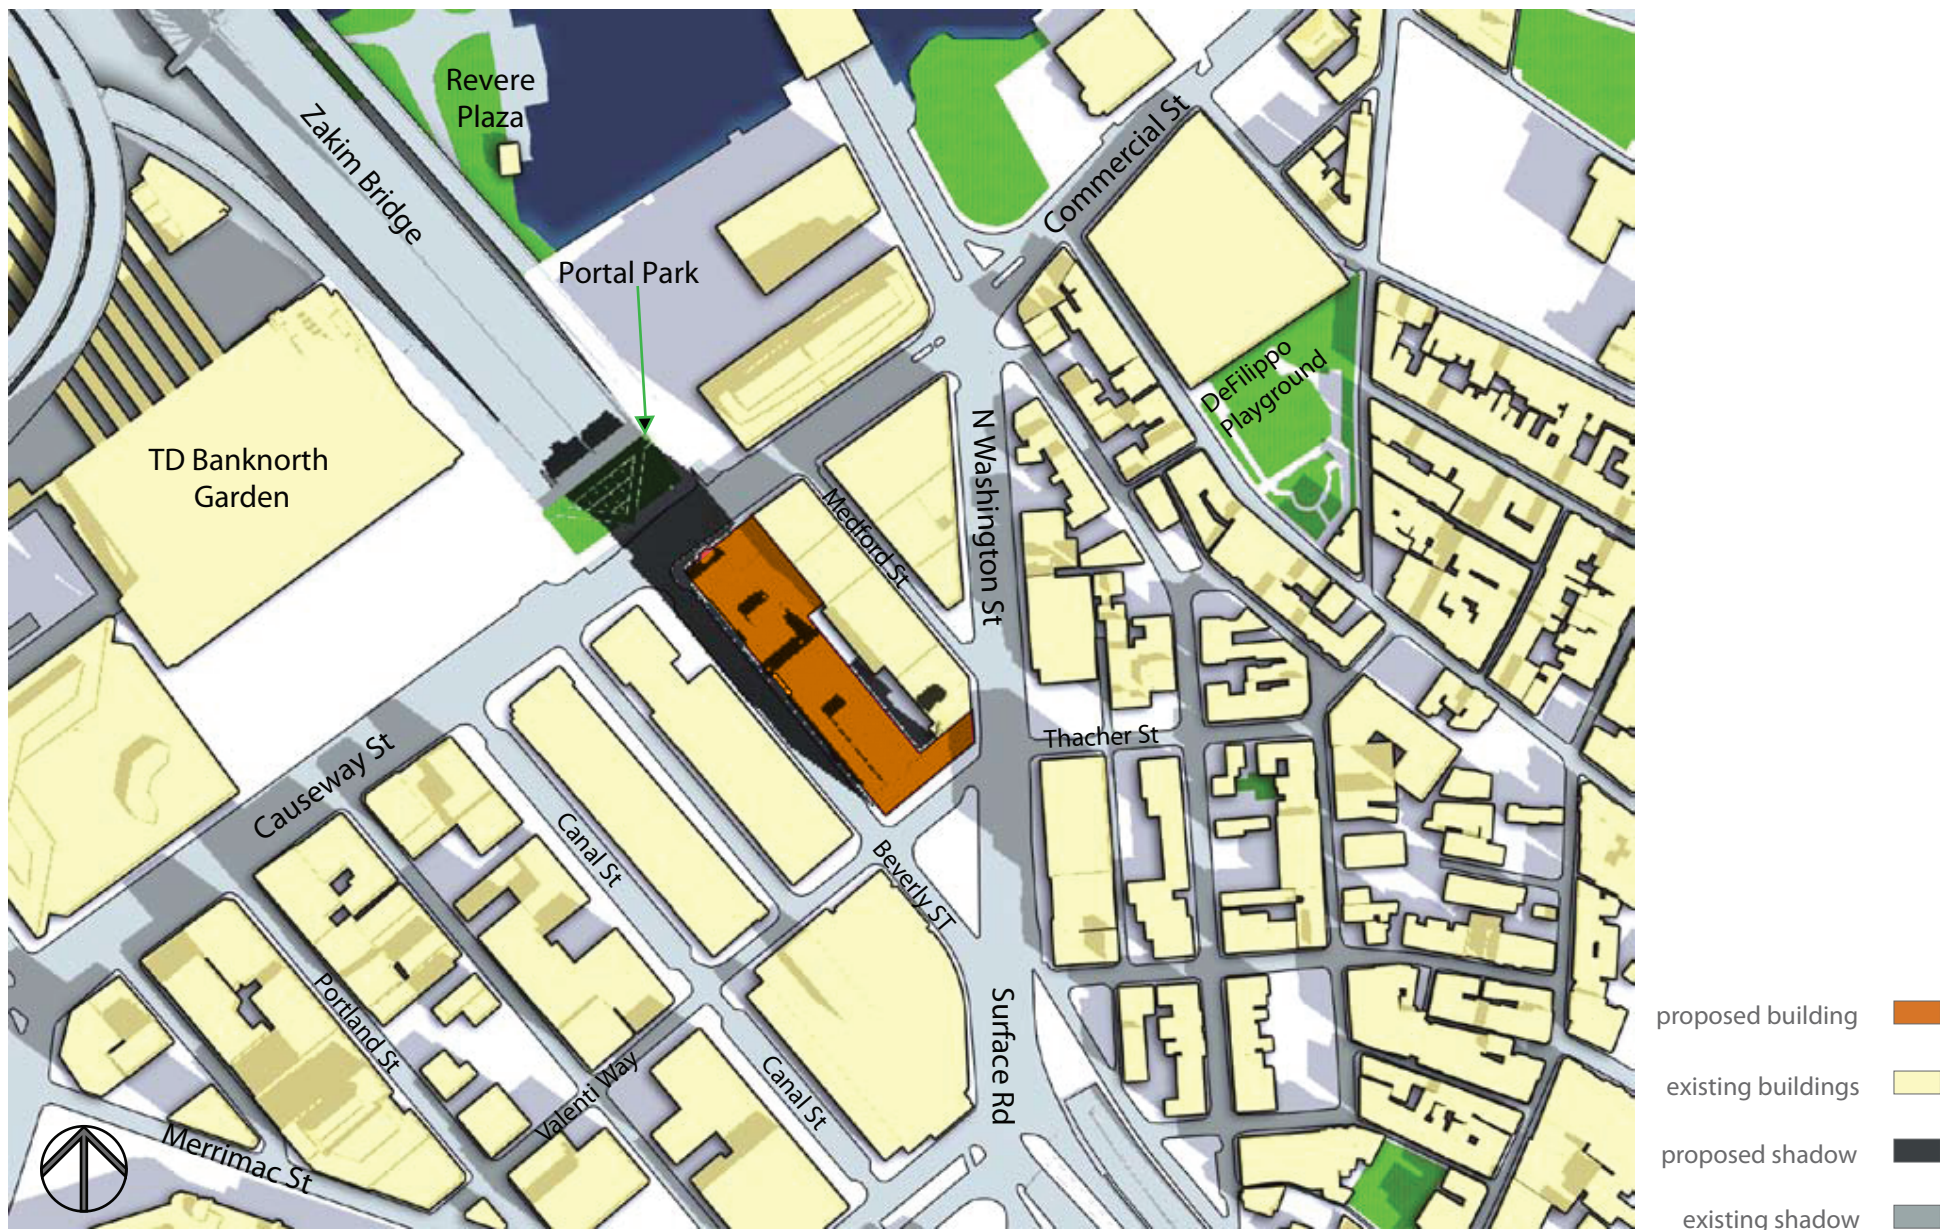 Revere
Plaza
Zakim Bridge
Commercial St
Portal Park
DeFilippo
Playground
TD Banknorth
Garden
N Washington St
Medford St
Thacher St
Causeway St
Canal St
Beverly ST
Portland St
Surface Rd
Valenti Way
Canal St
Merrimac St
proposed building
existing buildings
proposed shadow
existing shadow